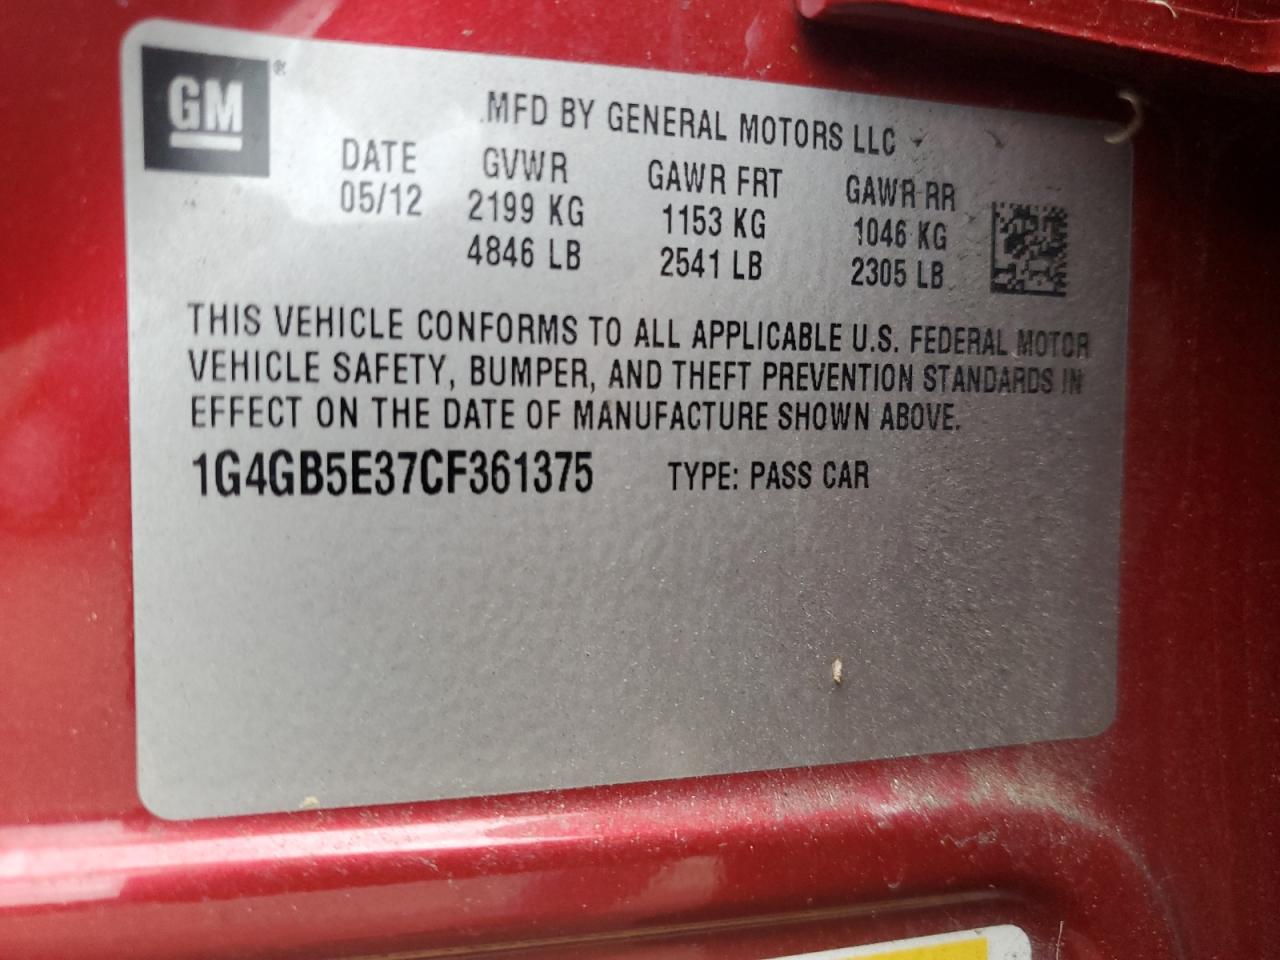 GM®
MFD BY GENERAL MOTORS LLC
DATE GVWR GAWR FRT GAWR RR
05/12 2199 KG 1153 KG 1046 KG
4846 LB 2541 LB 2305 LB
THIS VEHICLE CONFORMS TO ALL APPLICABLE U.S. FEDERAL MOTOR
VEHICLE SAFETY, BUMPER, AND THEFT PREVENTION STANDARDS IN
EFFECT ON THE DATE OF MANUFACTURE SHOWN ABOVE.
1G4GB5E37CF361375 TYPE: PASS CAR